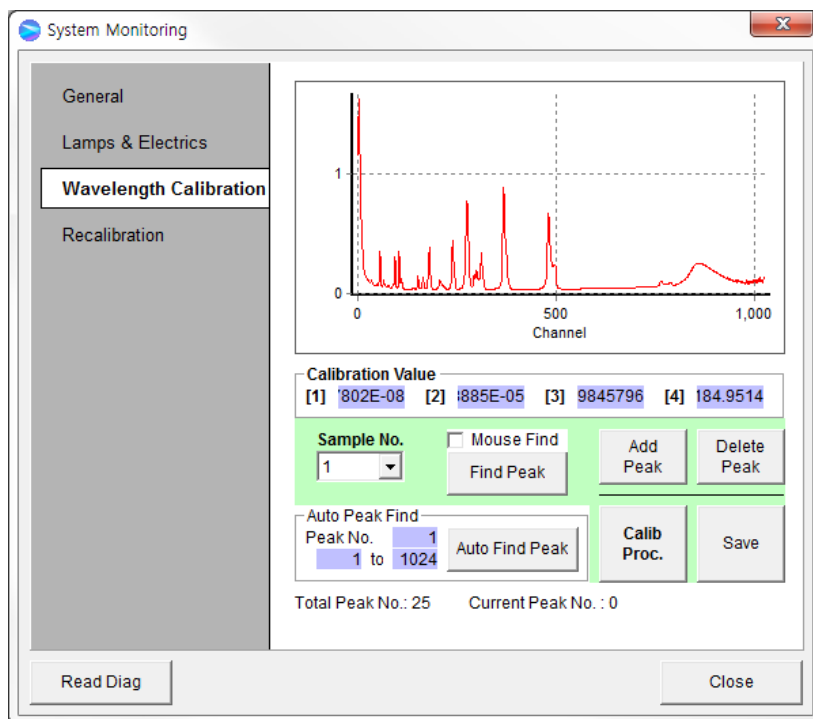 System Monitoring
General
Lamps & Electrics
Wavelength Calibration
Recalibration
1
0
0 500 1,000
Channel
Calibration Value
[1] 802E-08 [2] 885E-05 [3] 9845796 [4] 184.9514
Sample No.
1
Mouse Find
Find Peak
Add Peak
Delete Peak
Auto Peak Find
Peak No. 1
1 to 1024
Auto Find Peak
Calib Proc.
Save
Total Peak No.: 25 Current Peak No. : 0
Read Diag
Close